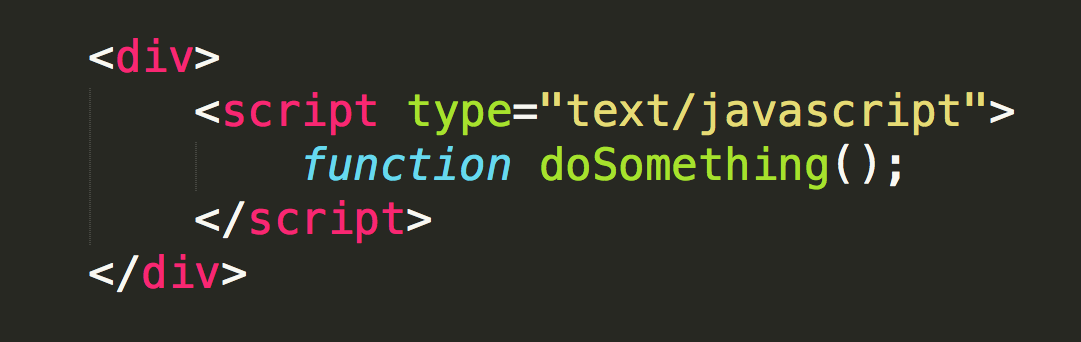 <div>
<script type="text/javascript">
function doSomething();
</script>
</div>